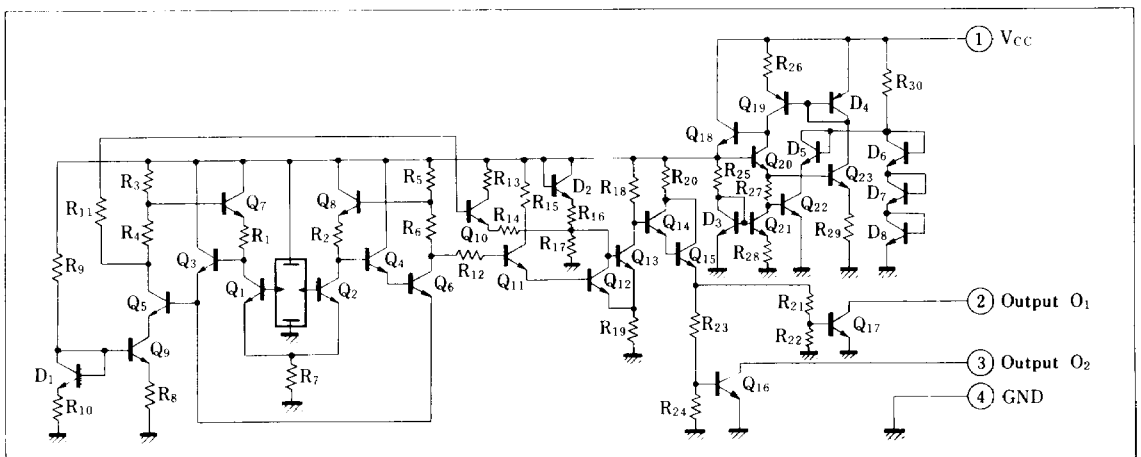 ① VCC
R26
R30
Q19
D4
Q18
D5
D6
R3
R5
R13
D2
R18
R20
R25
Q20
Q23
R11
Q7
Q8
R15
R27
D7
R4
R14
R16
D3
Q22
R1
R2
R6
Q10
R17
Q14
Q21
R29
D8
R9
Q3
Q4
R12
Q13
Q15
R28
Q5
Q1
Q2
Q6
Q11
Q12
R21
② Output O1
R23
Q17
D1
Q9
R19
R22
R7
③ Output O2
R10
R8
R24
Q16
④ GND